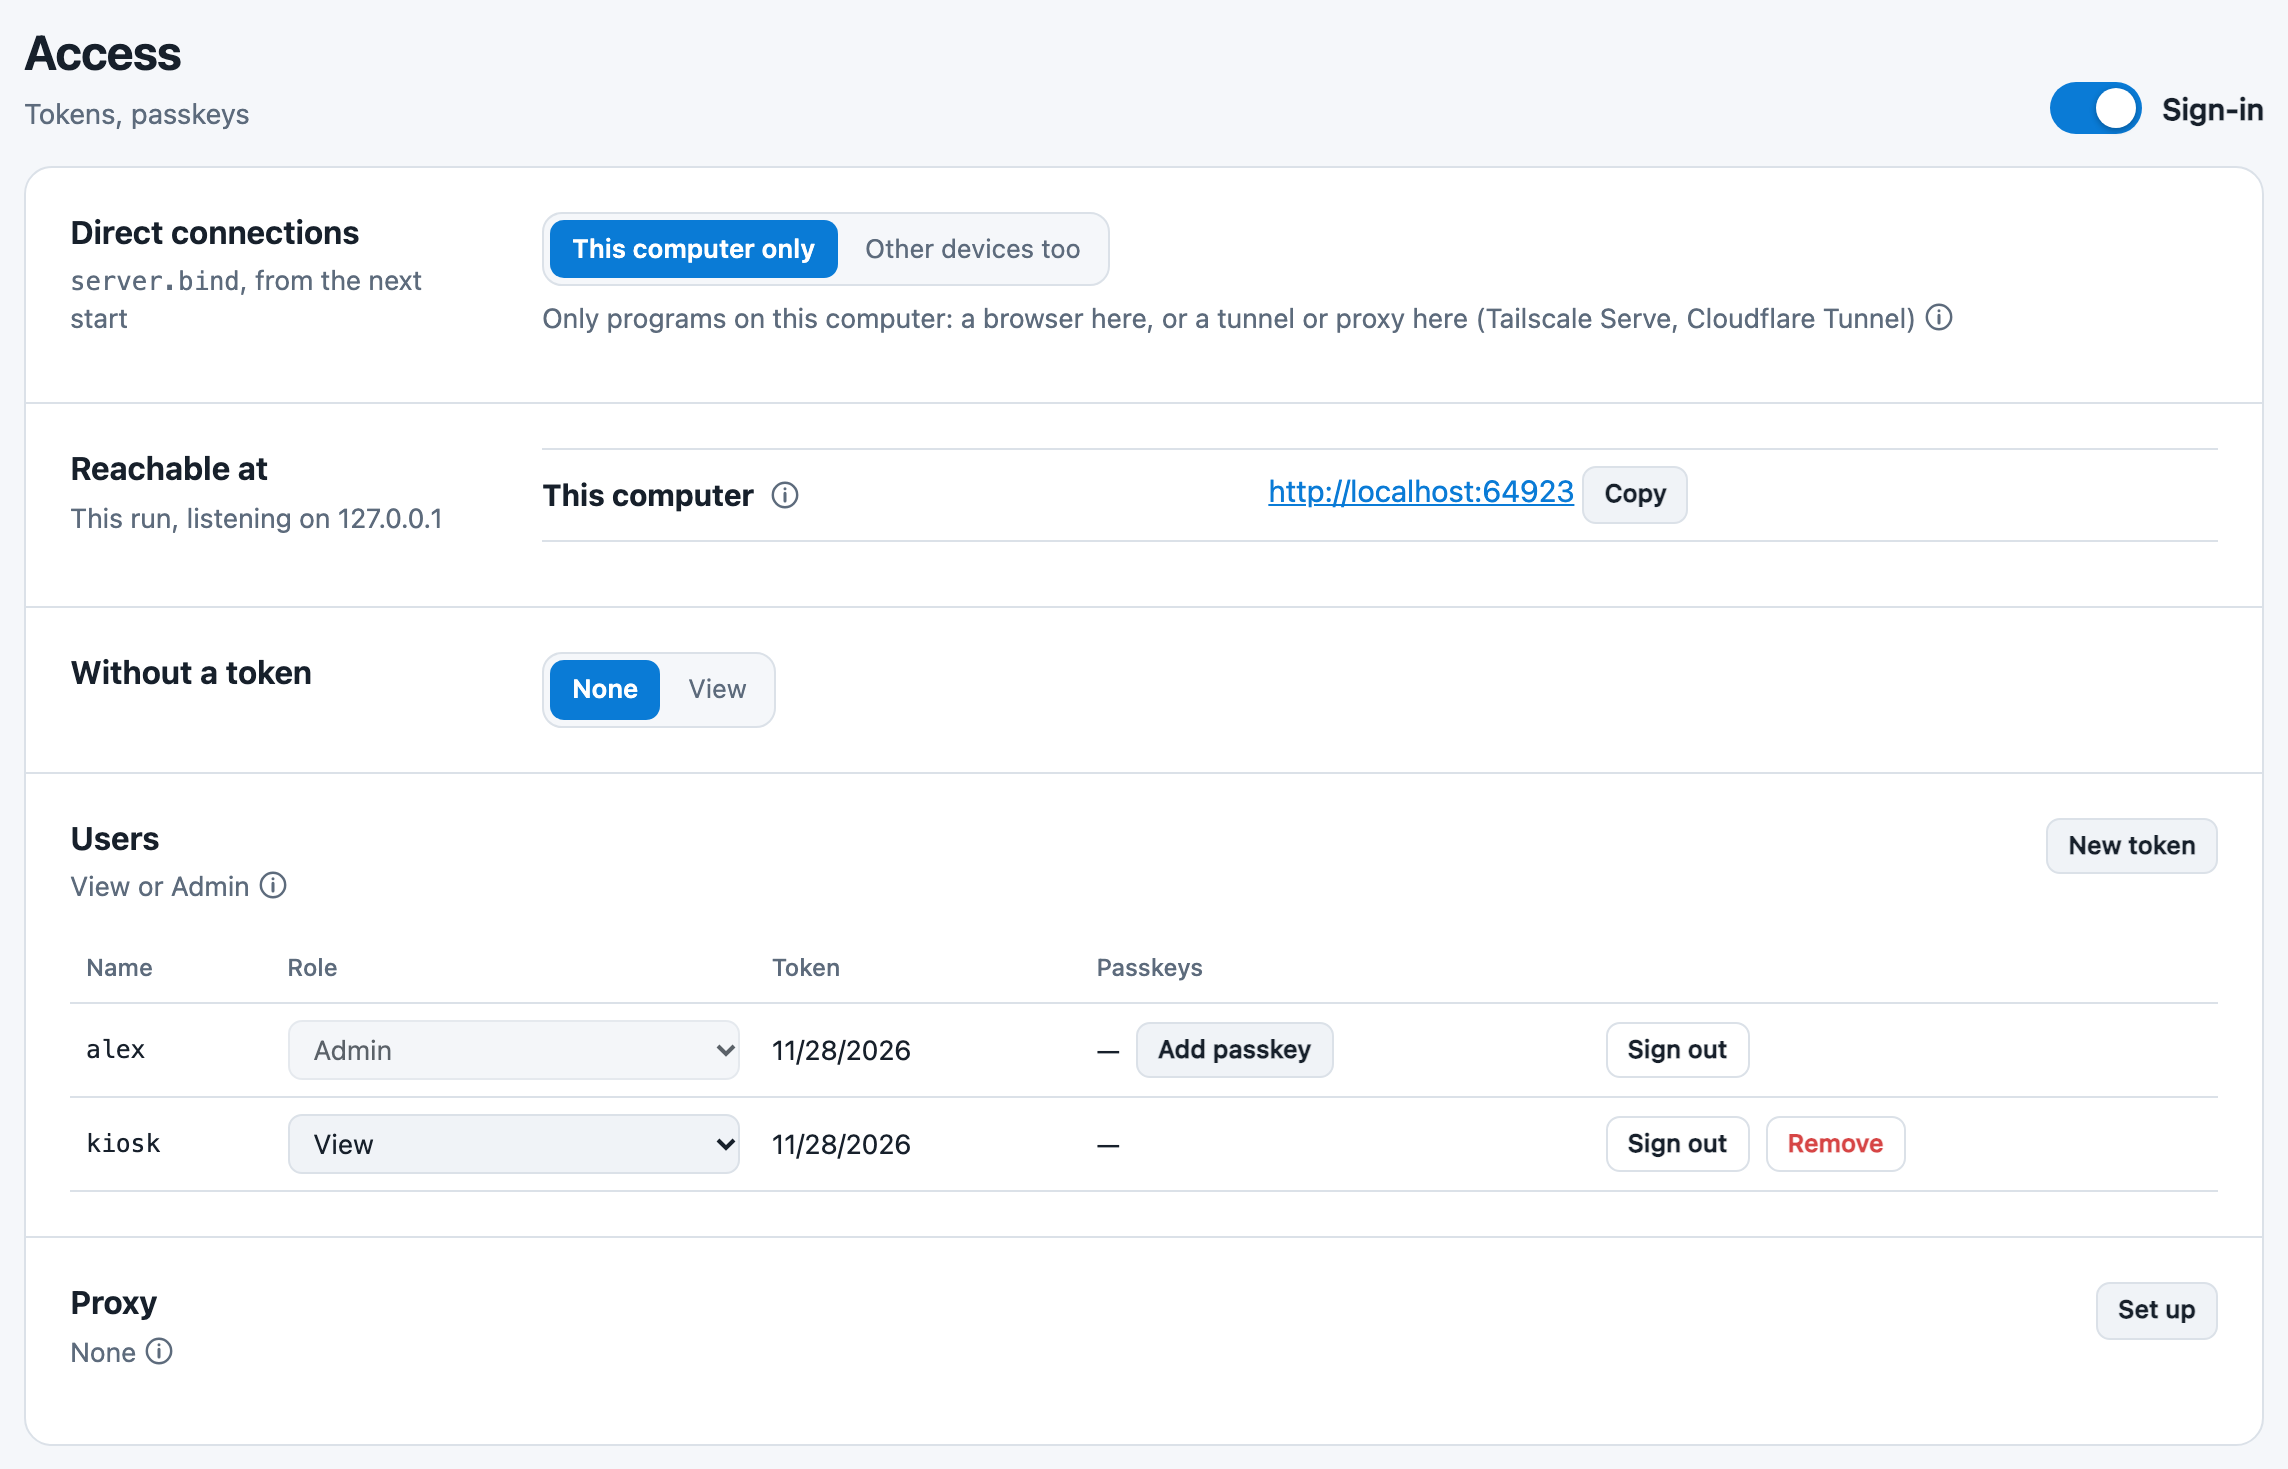 Access
Tokens, passkeys
Sign-in
Direct connections
server.bind, from the next
start
This computer only
Other devices too
Only programs on this computer: a browser here, or a tunnel or proxy here (Tailscale Serve, Cloudflare Tunnel)
Reachable at
This run, listening on 127.0.0.1
This computer
http://localhost:64923
Copy
Without a token
None
View
Users
View or Admin
New token
Name Role Token Passkeys
alex Admin 11/28/2026 — Add passkey Sign out
kiosk View 11/28/2026 — Sign out Remove
Proxy
None
Set up